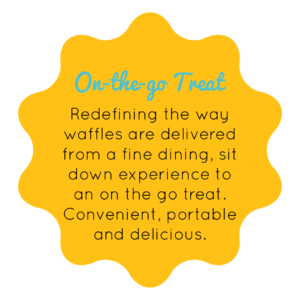 On-the-go Treat
Redefining the way
waffles are delivered
from a fine dining, sit
down experience to
an on the go treat.
Convenient, portable
and delicious.